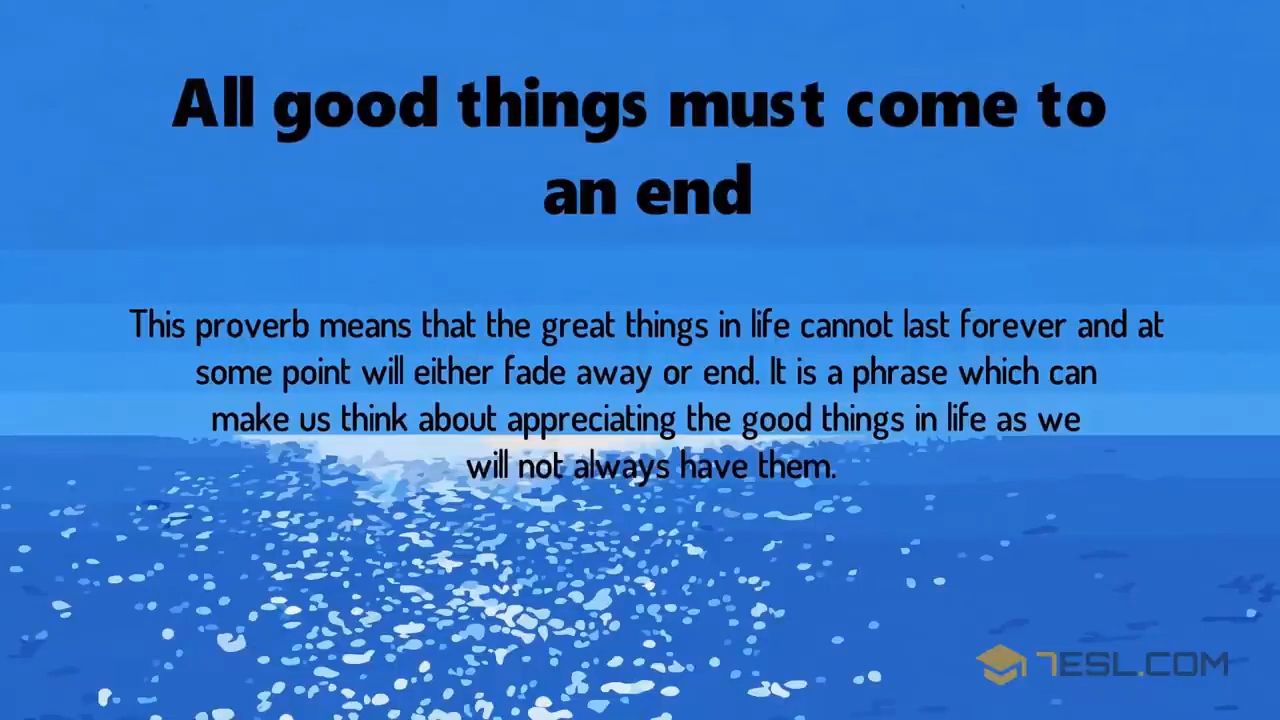 All good things must come to
an end
This proverb means that the great things in life cannot last forever and at
some point will either fade away or end. It is a phrase which can
make us think about appreciating the good things in life as we
will not always have them.
7ESL.COM